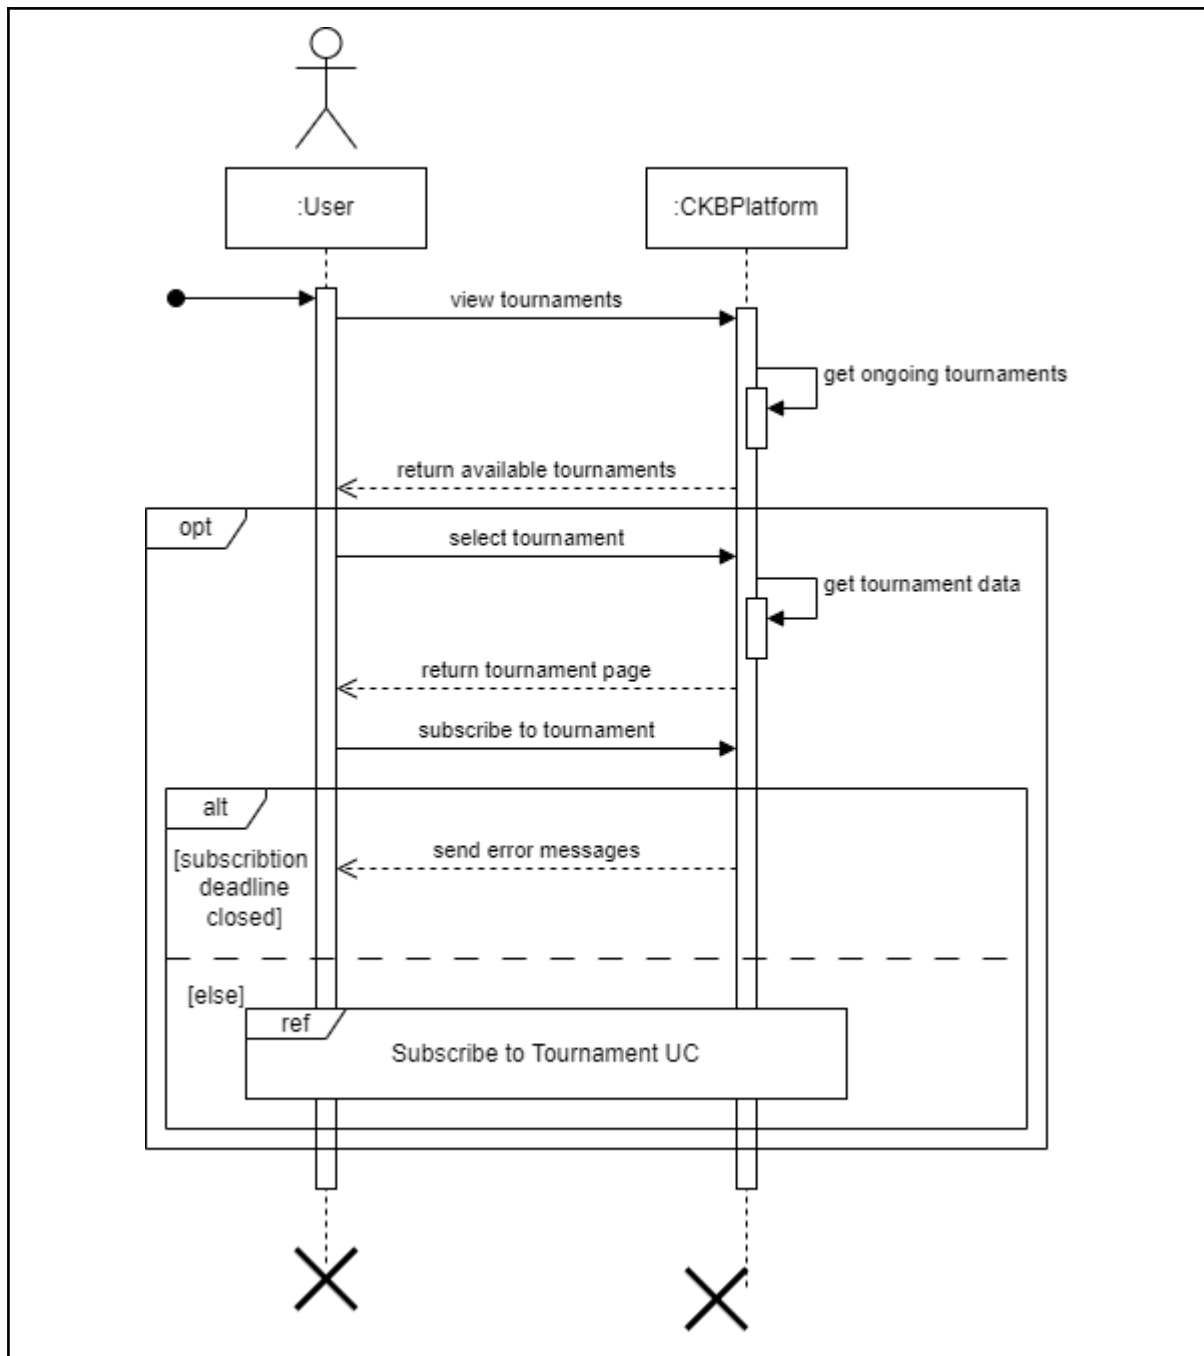 :User
:CKBPlatform
view tournaments
get ongoing tournaments
return available tournaments
opt
select tournament
get tournament data
return tournament page
subscribe to tournament
alt
send error messages
[subscribtion
deadline
closed]
[else]
ref
Subscribe to Tournament UC